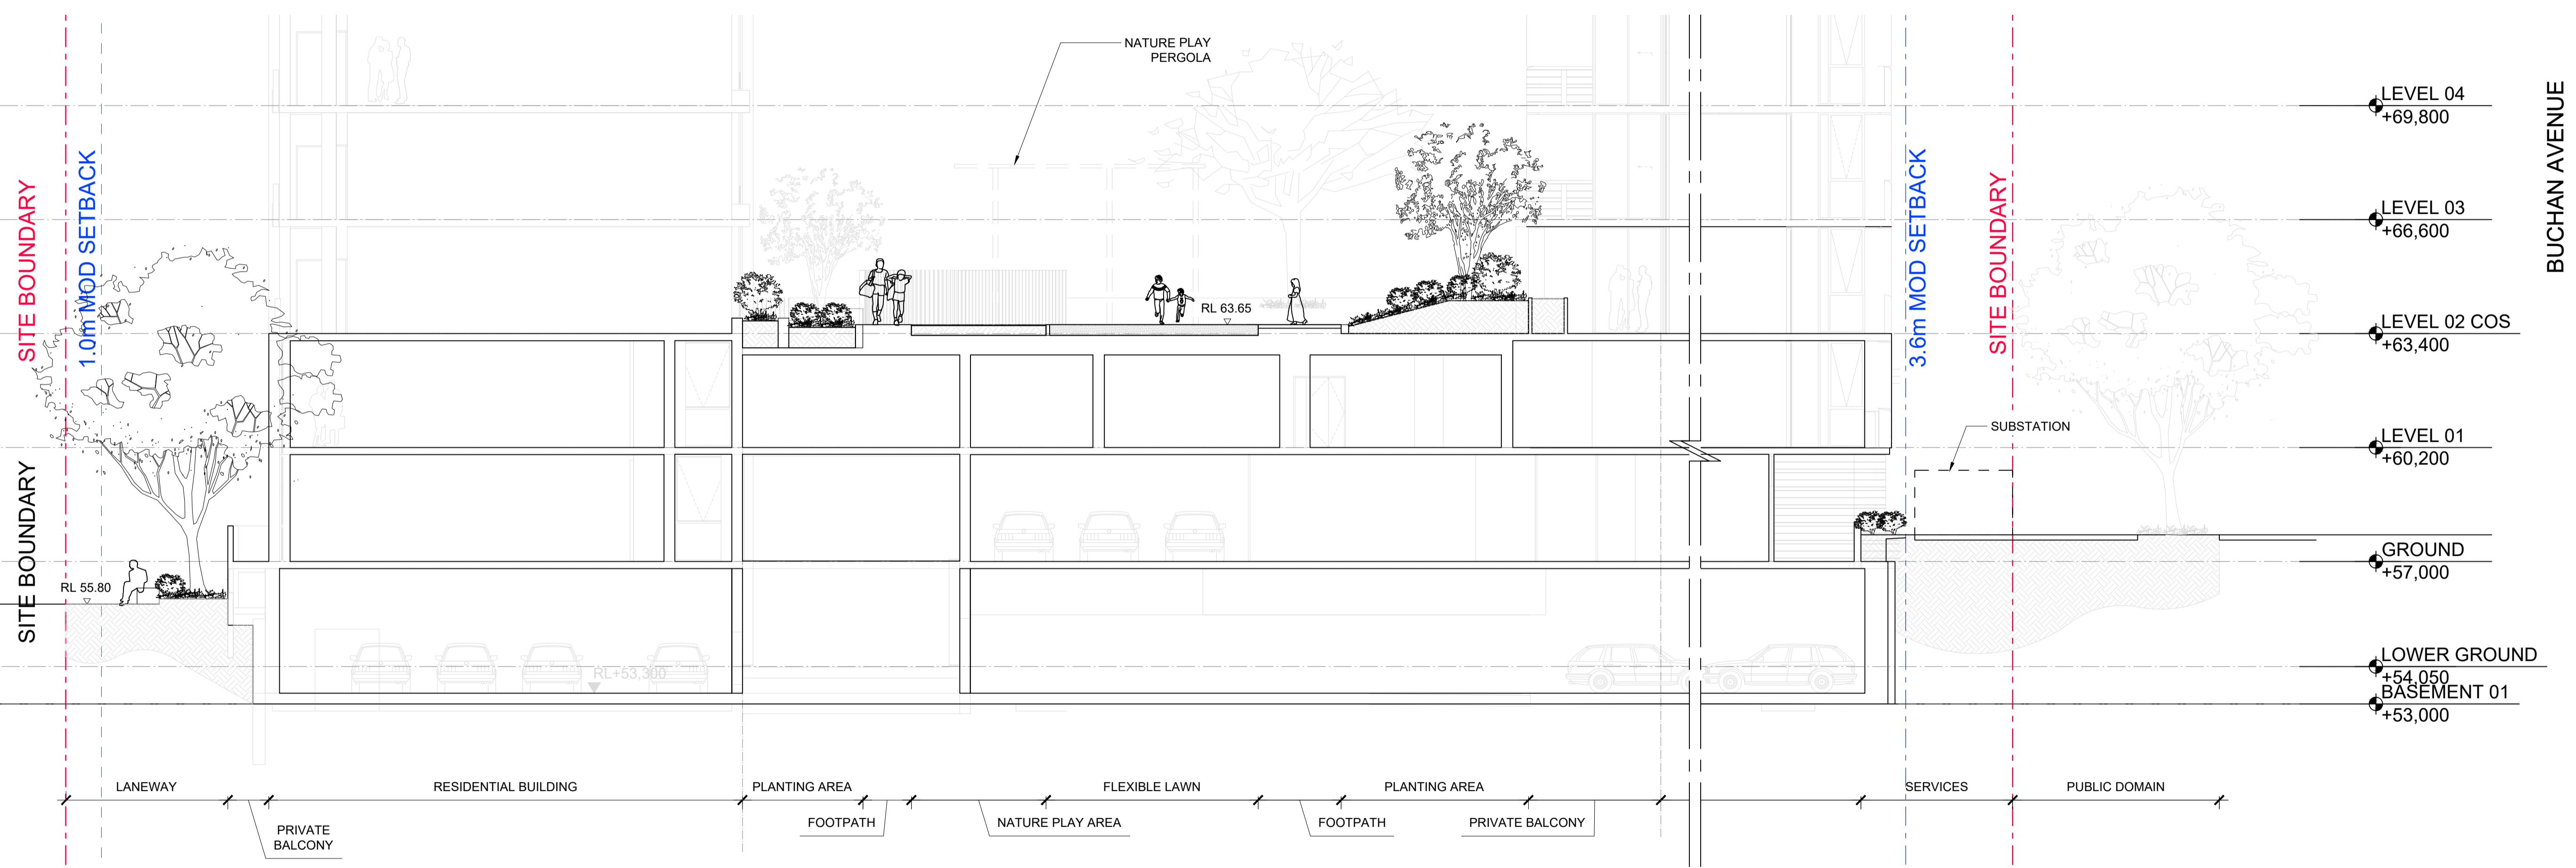 NATURE PLAY
PERGOLA
LEVEL 04
+69,800
BUCHAN AVENUE
SITE BOUNDARY
1.0m MOD SETBACK
3.6m MOD SETBACK
SITE BOUNDARY
LEVEL 03
+66,600
RL 63.65
LEVEL 02 COS
+63,400
SUBSTATION
LEVEL 01
+60,200
SITE BOUNDARY
GROUND
+57,000
RL 55.80
RL+53,300
LOWER GROUND
+54,050
BASEMENT 01
+53,000
LANEWAY
RESIDENTIAL BUILDING
PLANTING AREA
FLEXIBLE LAWN
PLANTING AREA
SERVICES
PUBLIC DOMAIN
PRIVATE
BALCONY
FOOTPATH
NATURE PLAY AREA
FOOTPATH
PRIVATE BALCONY